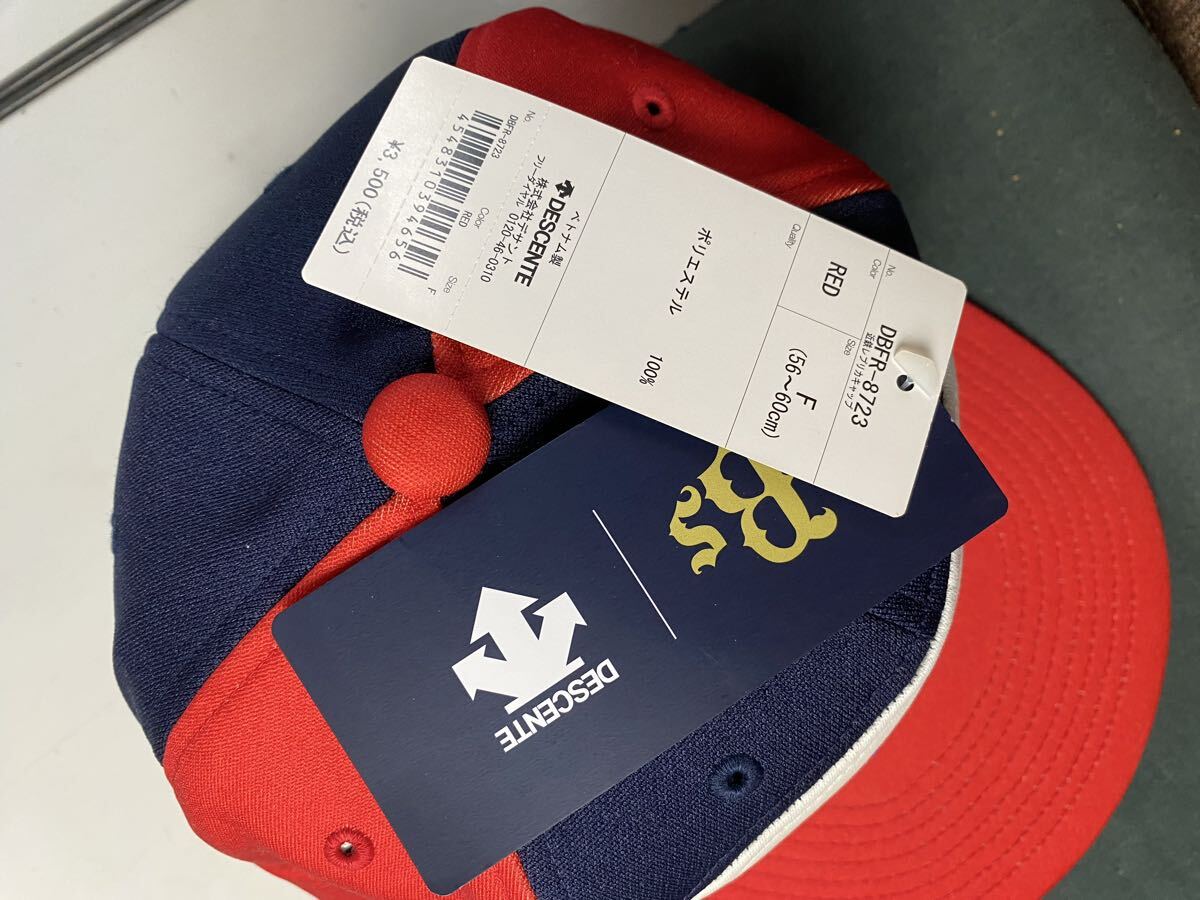 No.
DBFR-8723
近鉄レプリカキャップ
Color
RED
Size
F
(56~60cm)
Quality
ポリエステル 100%
ベトナム製
DESCENTE
株式会社デサント
フリーダイヤル 0120-46-0310
No.
DBFR-8723
Color
RED
Size
F
4548310394656
¥3,500(税込)
Bs
DESCENTE